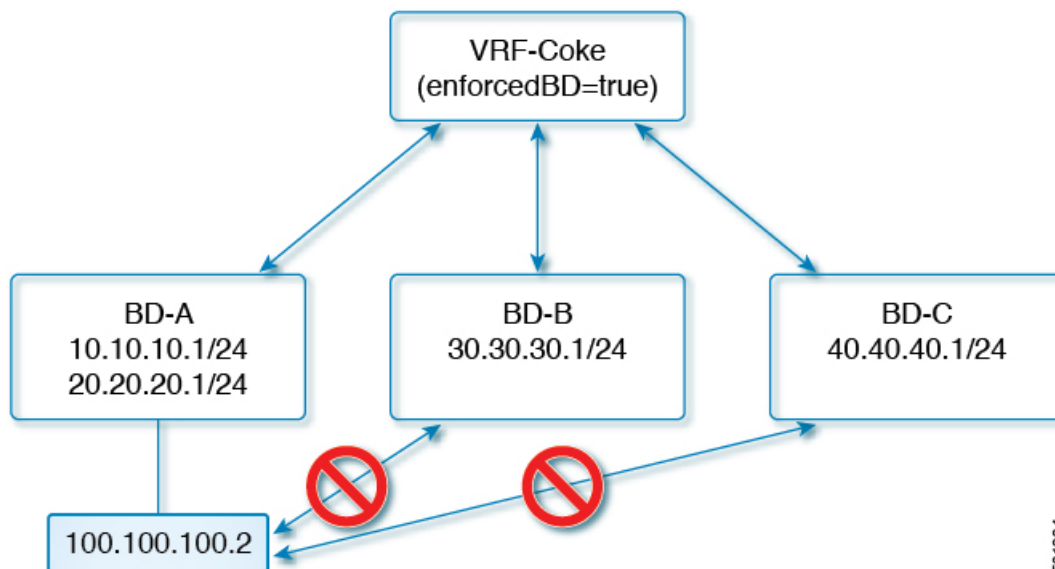 VRF-Coke
(enforcedBD=true)
BD-A
10.10.10.1/24
20.20.20.1/24
BD-B
30.30.30.1/24
BD-C
40.40.40.1/24
100.100.100.2